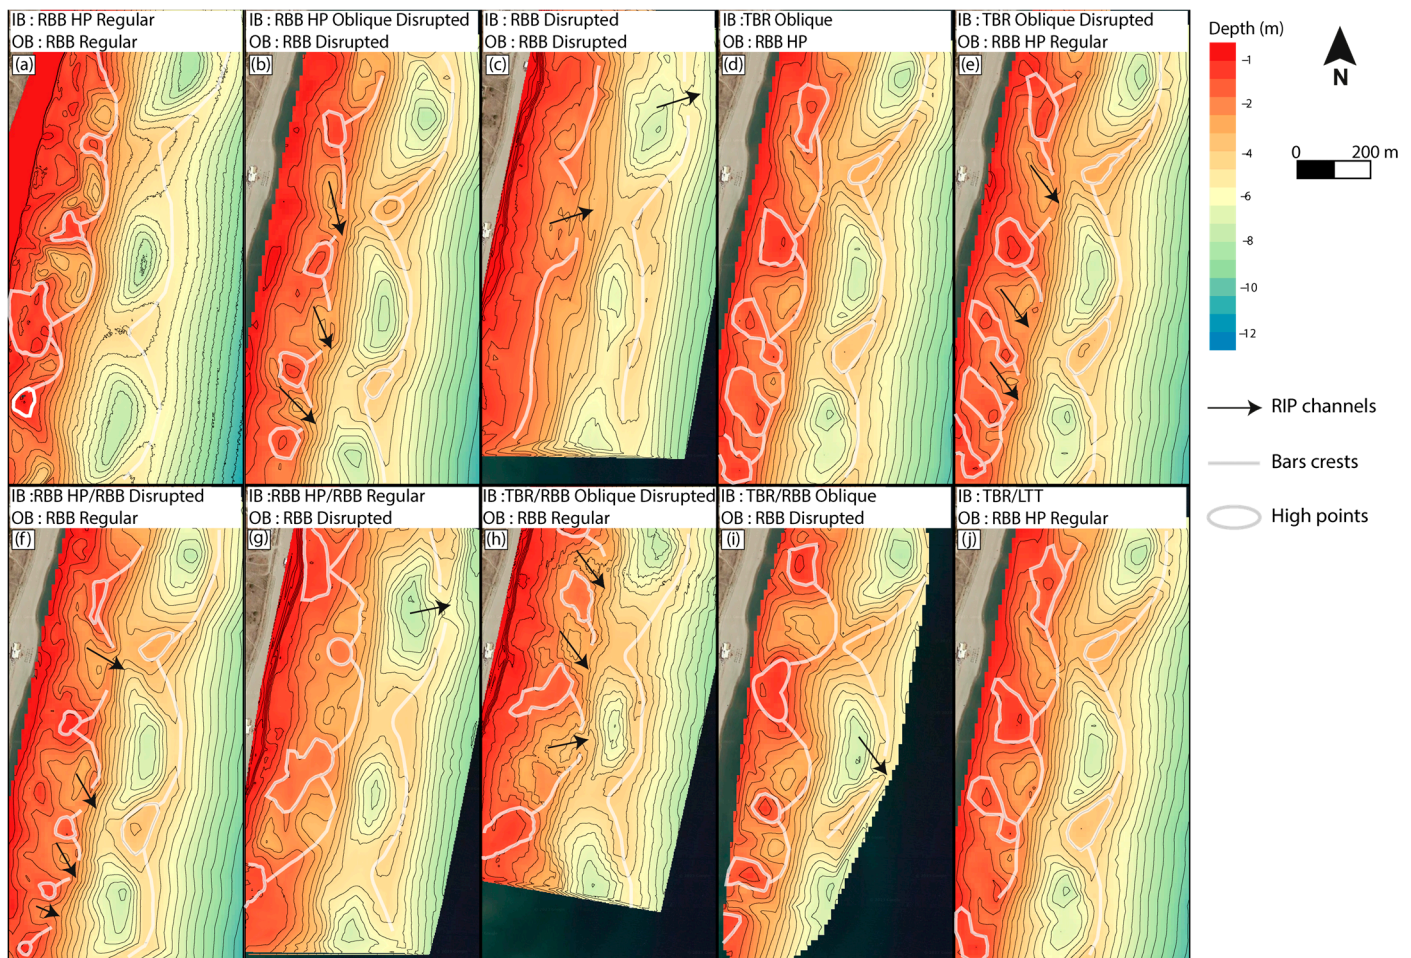 IB : RBB HP Regular
OB : RBB Regular
(a)
IB : RBB HP Oblique Disrupted
OB : RBB Disrupted
(b)
IB : RBB Disrupted
OB : RBB Disrupted
(c)
IB :TBR Oblique
OB : RBB HP
(d)
IB : TBR Oblique Disrupted
OB : RBB HP Regular
(e)
Depth (m)
–1
–2
–4
–6
–8
–10
–12
N
0 200 m
RIP channels
Bars crests
High points
IB :RBB HP/RBB Disrupted
OB : RBB Regular
(f)
IB :RBB HP/RBB Regular
OB : RBB Disrupted
(g)
IB :TBR/RBB Oblique Disrupted
OB : RBB Regular
(h)
IB : TBR/RBB Oblique
OB : RBB Disrupted
(i)
IB : TBR/LTT
OB : RBB HP Regular
(j)